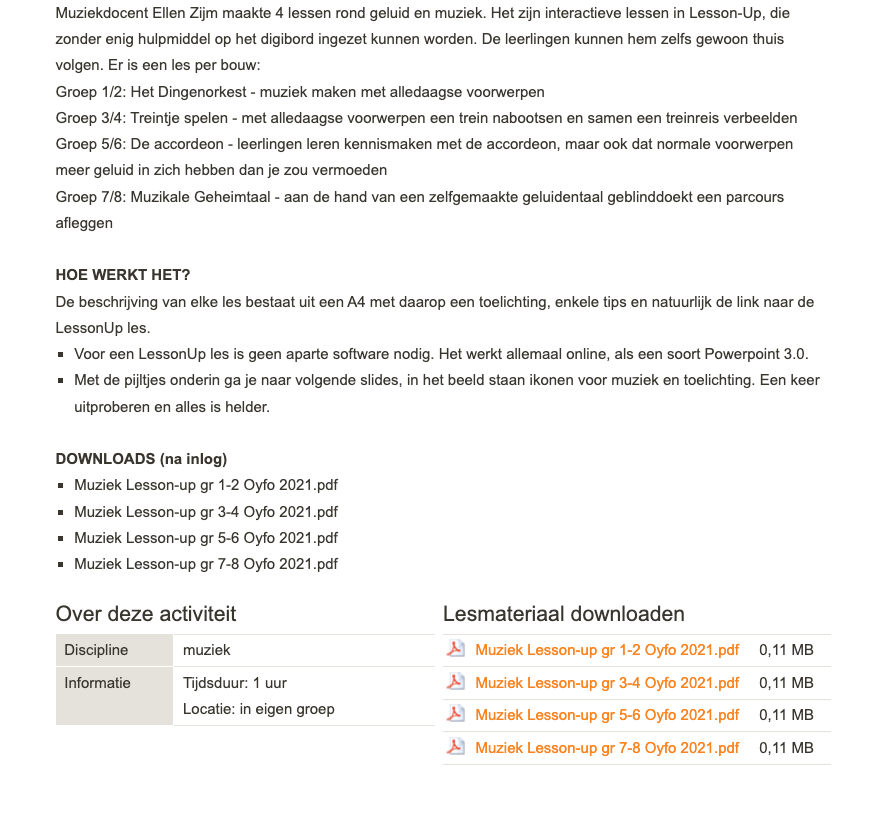 Muziekdocent Ellen Zijm maakte 4 lessen rond geluid en muziek. Het zijn interactieve lessen in Lesson-Up, die
zonder enig hulpmiddel op het digibord ingezet kunnen worden. De leerlingen kunnen hem zelfs gewoon thuis
volgen. Er is een les per bouw:
Groep 1/2: Het Dingenorkest - muziek maken met alledaagse voorwerpen
Groep 3/4: Treintje spelen - met alledaagse voorwerpen een trein nabootsen en samen een treinreis verbeelden
Groep 5/6: De accordeon - leerlingen leren kennismaken met de accordeon, maar ook dat normale voorwerpen
meer geluid in zich hebben dan je zou vermoeden
Groep 7/8: Muzikale Geheimtaal - aan de hand van een zelfgemaakte geluidentaal geblinddoekt een parcours
afleggen
HOE WERKT HET?
De beschrijving van elke les bestaat uit een A4 met daarop een toelichting, enkele tips en natuurlijk de link naar de
LessonUp les.
▪ Voor een LessonUp les is geen aparte software nodig. Het werkt allemaal online, als een soort Powerpoint 3.0.
▪ Met de pijltjes onderin ga je naar volgende slides, in het beeld staan ikonen voor muziek en toelichting. Een keer
uitproberen en alles is helder.
DOWNLOADS (na inlog)
▪ Muziek Lesson-up gr 1-2 Oyfo 2021.pdf
▪ Muziek Lesson-up gr 3-4 Oyfo 2021.pdf
▪ Muziek Lesson-up gr 5-6 Oyfo 2021.pdf
▪ Muziek Lesson-up gr 7-8 Oyfo 2021.pdf
Over deze activiteit
Discipline muziek
Informatie Tijdsduur: 1 uur
Locatie: in eigen groep
Lesmateriaal downloaden
Muziek Lesson-up gr 1-2 Oyfo 2021.pdf 0,11 MB
Muziek Lesson-up gr 3-4 Oyfo 2021.pdf 0,11 MB
Muziek Lesson-up gr 5-6 Oyfo 2021.pdf 0,11 MB
Muziek Lesson-up gr 7-8 Oyfo 2021.pdf 0,11 MB